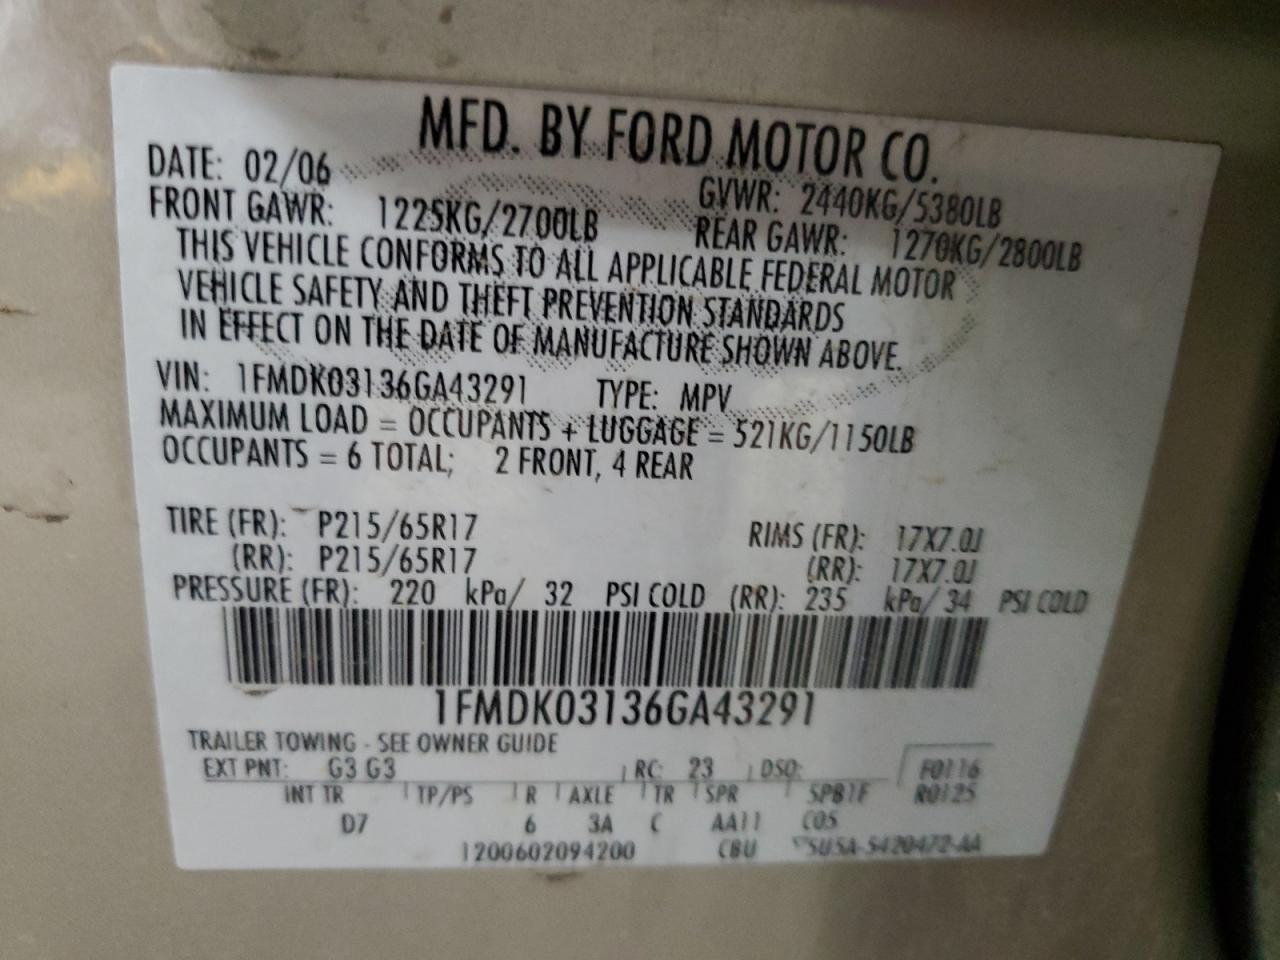 MFD. BY FORD MOTOR CO.
DATE: 02/06 GVWR: 2440KG/5380LB
FRONT GAWR: 1225KG/2700LB REAR GAWR: 1270KG/2800LB
THIS VEHICLE CONFORMS TO ALL APPLICABLE FEDERAL MOTOR
VEHICLE SAFETY AND THEFT PREVENTION STANDARDS
IN EFFECT ON THE DATE OF MANUFACTURE SHOWN ABOVE.
VIN: 1FMDK03136GA43291 TYPE: MPV
MAXIMUM LOAD = OCCUPANTS + LUGGAGE = 521KG/1150LB
OCCUPANTS = 6 TOTAL; 2 FRONT, 4 REAR
TIRE (FR): P215/65R17 RIMS (FR): 17X7.0J
(RR): P215/65R17 (RR): 17X7.0J
PRESSURE (FR): 220 kPa/ 32 PSI COLD (RR): 235 kPa/ 34 PSI COLD
1FMDK03136GA43291
TRAILER TOWING - SEE OWNER GUIDE
EXT PNT: G3 G3 RC: 23 DSO: F0116
INT TR TP/PS R AXLE TR SPR R0125
D7 6 3A C AA11 C05
1200602094200 CBU